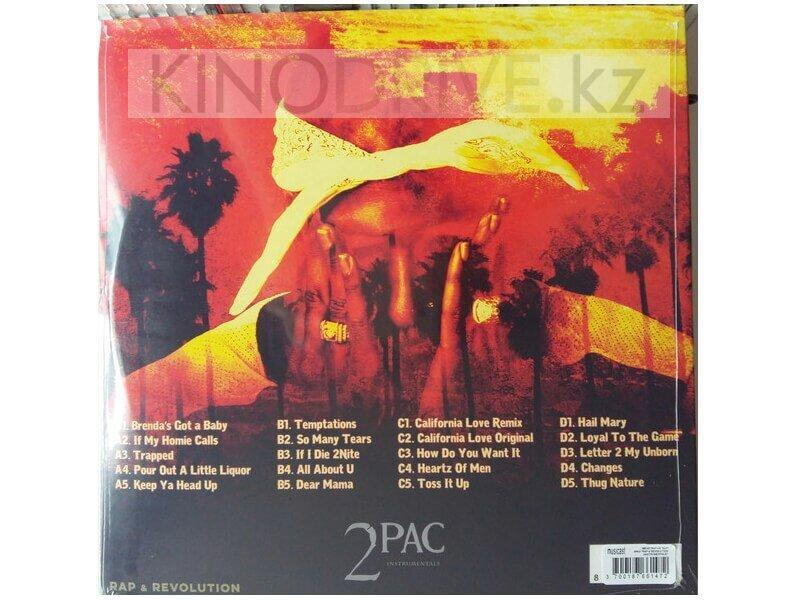 KINODRIVE.kz
A1. Brenda's Got a Baby
A2. If My Homie Calls
A3. Trapped
A4. Pour Out A Little Liquor
A5. Keep Ya Head Up
B1. Temptations
B2. So Many Tears
B3. If I Die 2Nite
B4. All About U
B5. Dear Mama
C1. California Love Remix
C2. California Love Original
C3. How Do You Want It
C4. Heartz Of Men
C5. Toss It Up
D1. Hail Mary
D2. Loyal To The Game
D3. Letter 2 My Unborn
D4. Changes
D5. Thug Nature
2PAC
INSTRUMENTALS
RAP & REVOLUTION
musicast
8 3700187661472